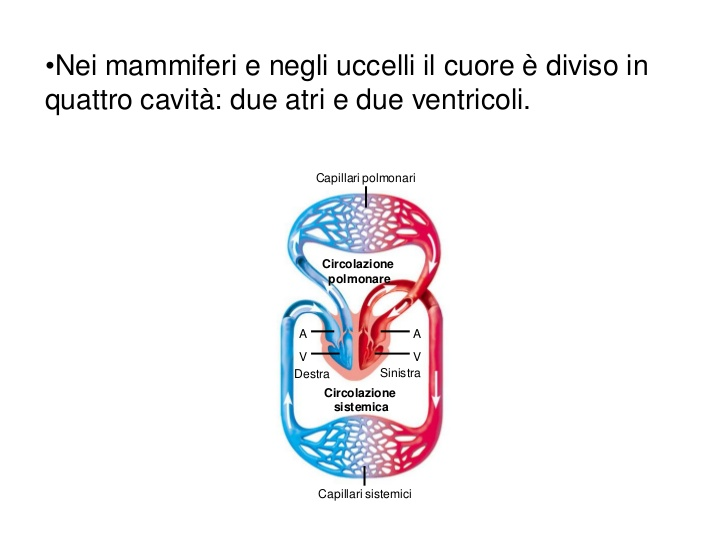 •Nei mammiferi e negli uccelli il cuore è diviso in
quattro cavità: due atri e due ventricoli.
Capillari polmonari
Circolazione
polmonare
A
A
V
V
Destra
Sinistra
Circolazione
sistemica
Capillari sistemici